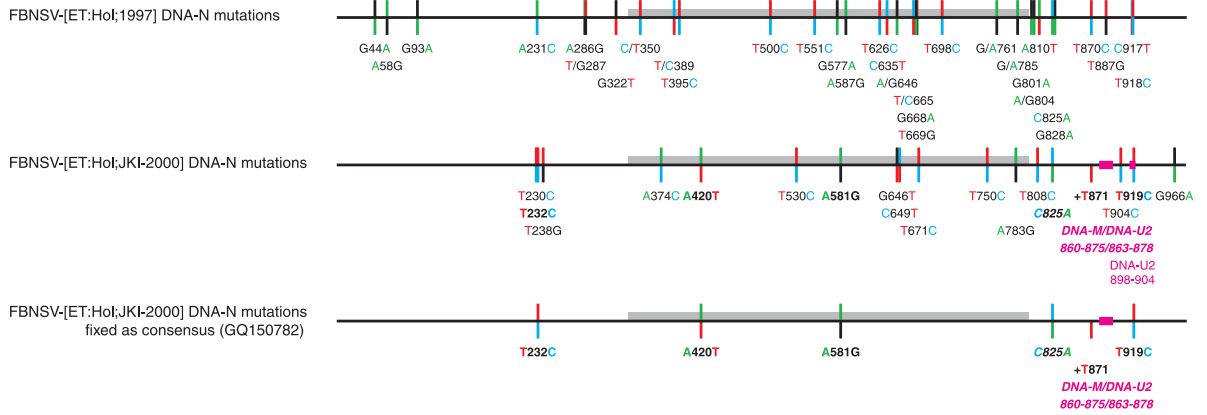 FBNSV-[ET:Hol;1997] DNA-N mutations
G44A G93A A231C A286G C/T350 T500C T551C T626C T698C G/A761 A810T T870C C917T
A58G T/G287 T/C389 G577A C635T G/A785 T887G
G322T T395C A587G A/G646 G801A T918C
T/C665 A/G804
G668A C825A
T669G G828A
FBNSV-[ET:Hol;JKI-2000] DNA-N mutations
T230C A374C A420T T530C A581G G646T T750C T808C +T871 T919C G966A
T232C C649T C825A T904C
T238G T671C A783G DNA-M/DNA-U2
860-875/863-878
DNA-U2
898-904
FBNSV-[ET:Hol;JKI-2000] DNA-N mutations
fixed as consensus (GQ150782)
T232C A420T A581G C825A T919C
+T871
DNA-M/DNA-U2
860-875/863-878